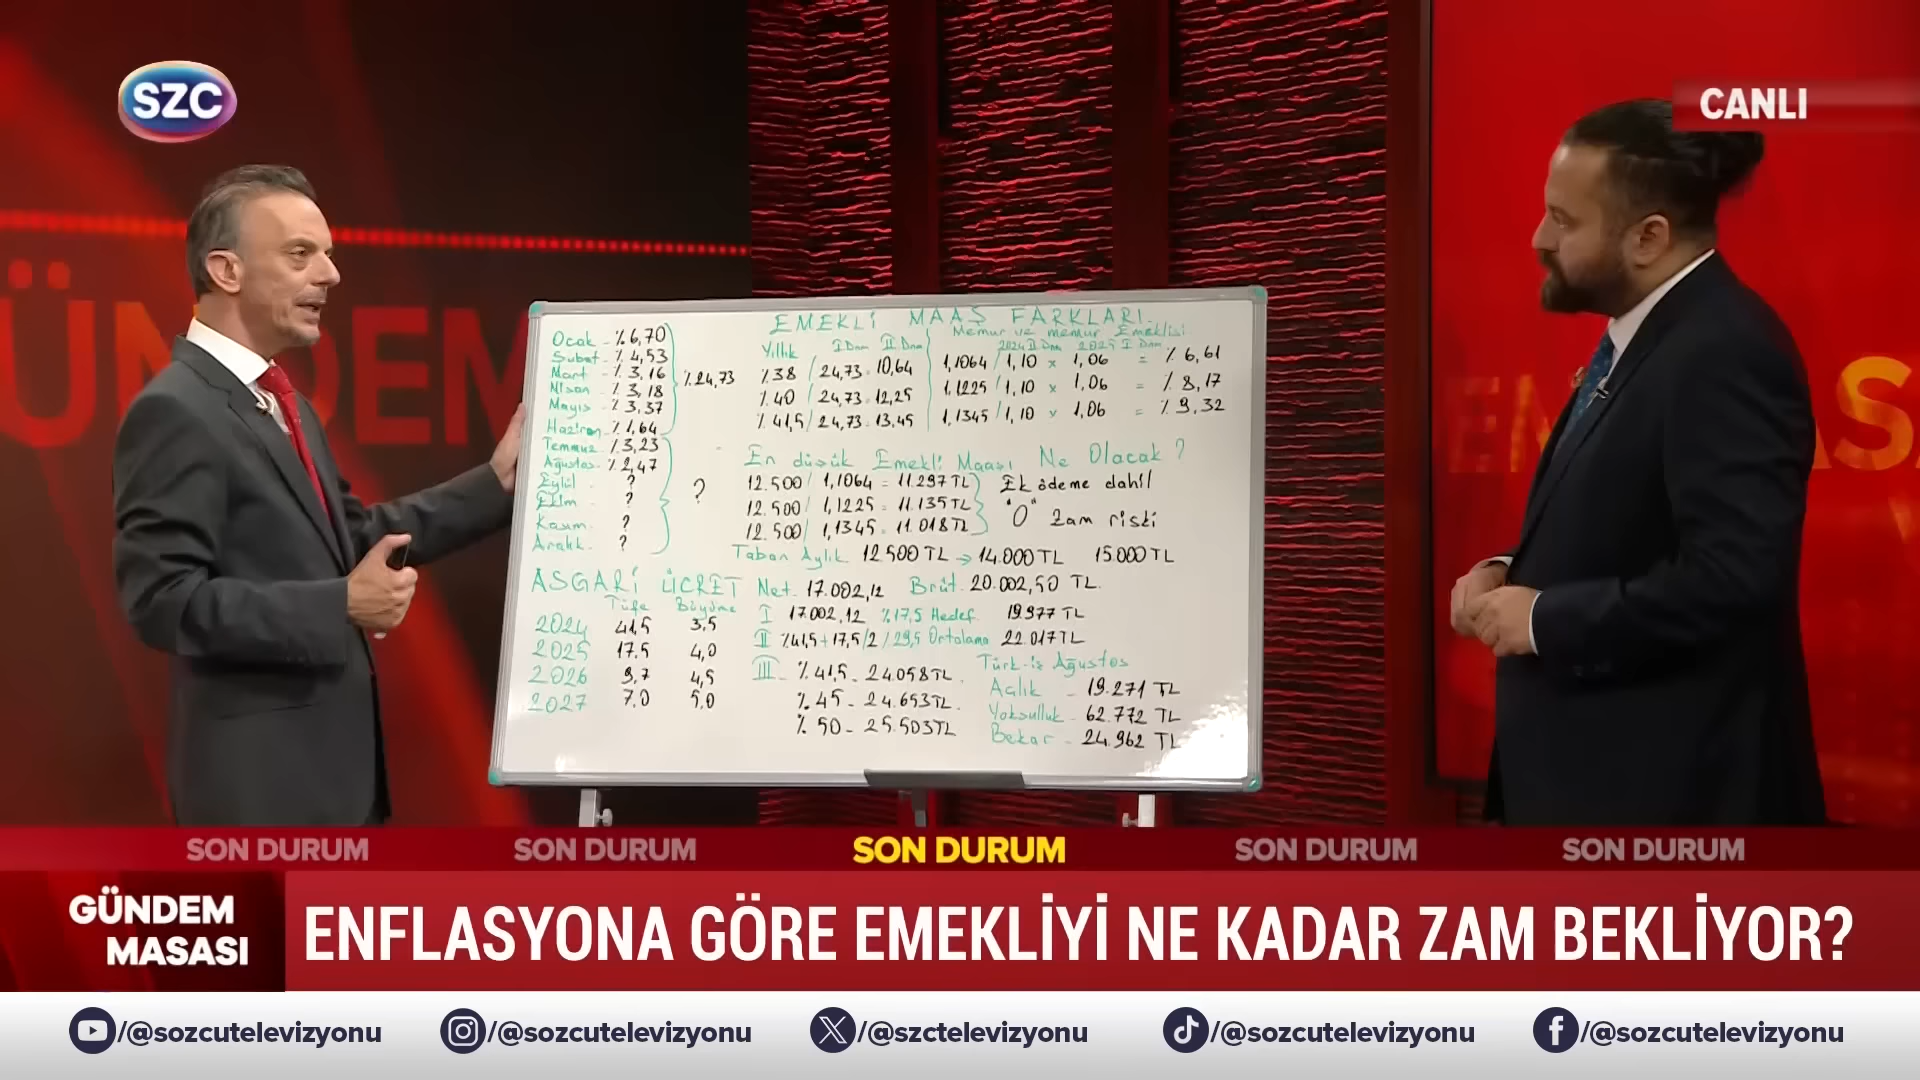 SZC
CANLI
EMEKLİ MAAŞ FARKLARI
Ocak - % 6,70
Şubat - % 4,53
Mart - % 3,16
Nisan - % 3,18
Mayıs - % 3,37
Haziran - % 1,64
% 24,73
Temmuz - % 3,23
Ağustos - % 2,47
Eylül - ?
Ekim - ?
Kasım - ?
Aralık - ?
?
Yıllık I Dnm II Dnm
% 38 / 24,73 = 10,64
% 40 / 24,73 = 12,25
% 41,5 / 24,73 = 13,45
Memur ve memur Emeklisi
2024 II Dnm 2025 I Dnm
1,1064 / 1,10 x 1,06 = % 6,61
1,1225 / 1,10 x 1,06 = % 8,17
1,1345 / 1,10 x 1,06 = % 9,32
En düşük Emekli Maaşı Ne Olacak ?
12.500 / 1,1064 = 11.297 TL
12.500 / 1,1225 = 11.135 TL
12.500 / 1,1345 = 11.018 TL
Ek ödeme dahil
"0" Zam riski
Taban Aylık 12.500 TL → 14.000 TL 15.000 TL
ASGARİ ÜCRET Net. 17.002,12 Brüt. 20.002,50 TL.
Tüfe Büyüme
2024 41,5 3,5
2025 17.5 4,0
2026 9,7 4,5
2027 7.0 5,0
I 17.002,12 %17,5 Hedef 19.977 TL
II %41,5 + 17,5/2 / 29,5 Ortalama 22.017 TL
III - % 41,5 - 24.058 TL.
% 45 - 24.653 TL.
% 50 - 25.503 TL
Türk-iş Ağustos
Açlık - 19.271 TL
Yoksulluk - 62.772 TL
Bekar - 24.962 TL
SON DURUM SON DURUM SON DURUM SON DURUM SON DURUM
GÜNDEM
MASASI
ENFLASYONA GÖRE EMEKLİYİ NE KADAR ZAM BEKLİYOR?
/@sozcutelevizyonu /@sozcutelevizyonu /@szctelevizyonu /@sozcutelevizyonu /@sozcutelevizyonu